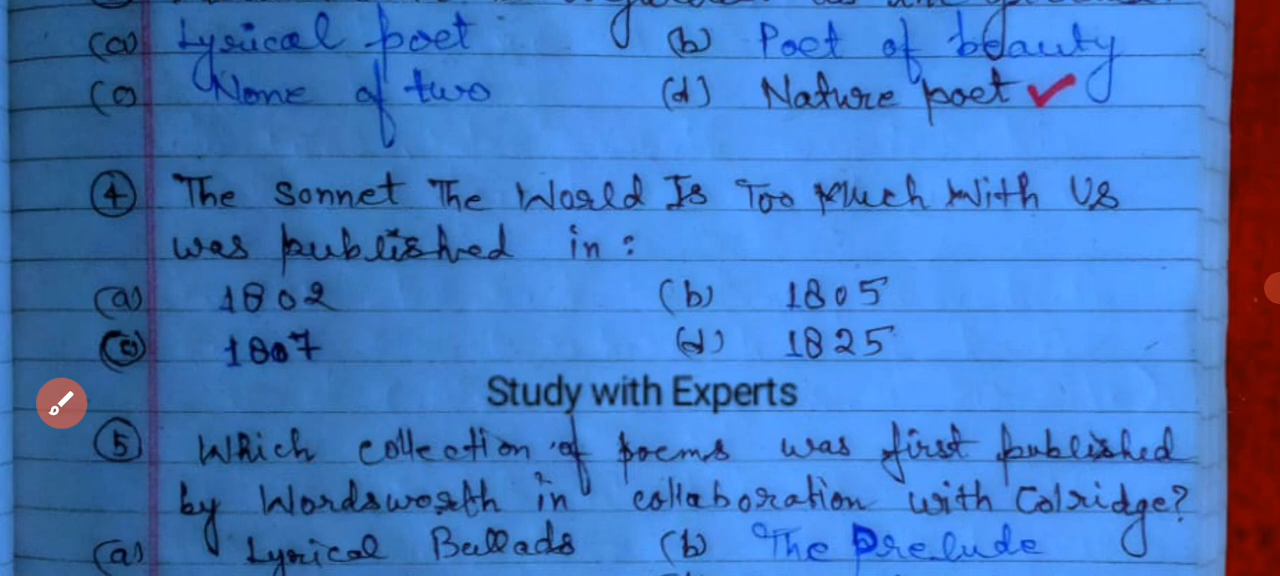 (a) Lyrical poet (b) Poet of beauty
(c) None of two (d) Nature poet ✓
④ The Sonnet The World Is Too Much With Us
was published in :
(a) 1802 (b) 1805
(c) 1807 (d) 1825
Study with Experts
⑤ Which collection of poems was first published
by Wordsworth in collaboration with Colridge?
(a) Lyrical Ballads (b) The Prelude